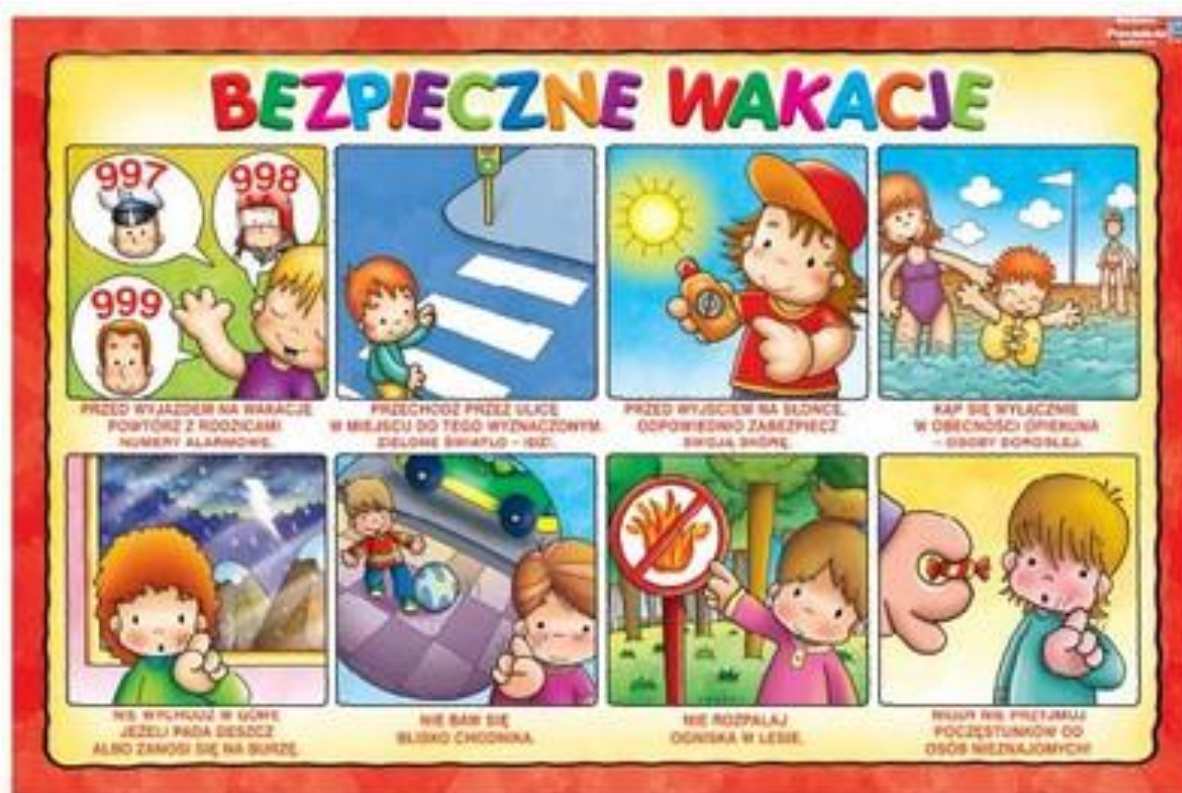 BEZPIECZNE WAKACJE
997
998
999
PRZED WYJAZDEM NA WAKACJE
POWTÓRZ Z RODZICAMI
NUMERY ALARMOWE.
PRZECHODŹ PRZEZ ULICĘ
W MIEJSCU DO TEGO WYZNACZONYM.
ZIELONE ŚWIATŁO – IDŹ!
PRZED WYJŚCIEM NA SŁOŃCE,
ODPOWIEDNIO ZABEZPIECZ
SWOJĄ SKÓRĘ.
KĄP SIĘ WYŁĄCZNIE
W OBECNOŚCI OPIEKUNA
– OSOBY DOROSŁEJ.
NIE WYCHODŹ W GÓRY
JEŻELI PADA DESZCZ
ALBO ZANOSI SIĘ NA BURZĘ.
NIE BAW SIĘ
BLISKO CHODNIKA.
NIE ROZPALAJ
OGNISKA W LESIE.
NIGDY NIE PRZYJMUJ
POCZĘSTUNKÓW OD
OSÓB NIEZNAJOMYCH!